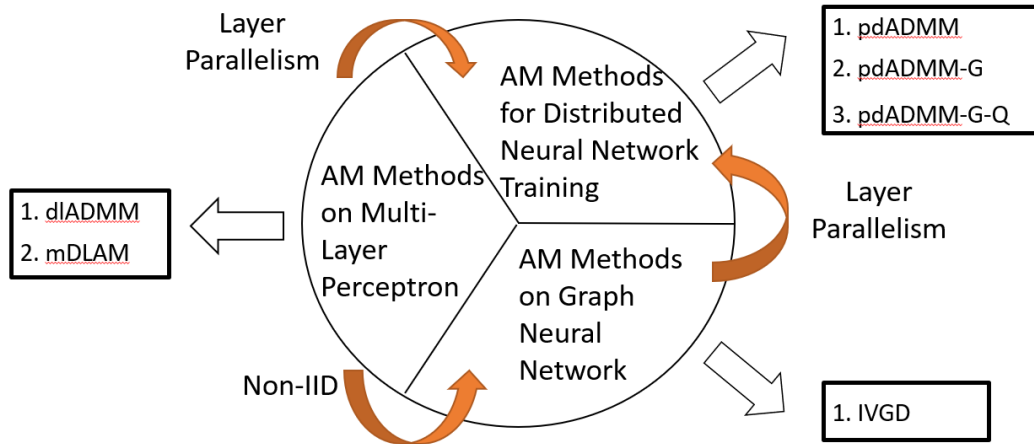 Layer
Parallelism
AM Methods
for Distributed
Neural Network
Training
1. pdADMM
2. pdADMM-G
3. pdADMM-G-Q
AM Methods
on Multi-
Layer
Perceptron
1. dlADMM
2. mDLAM
Layer
Parallelism
AM Methods
on Graph
Neural
Network
Non-IID
1. IVGD